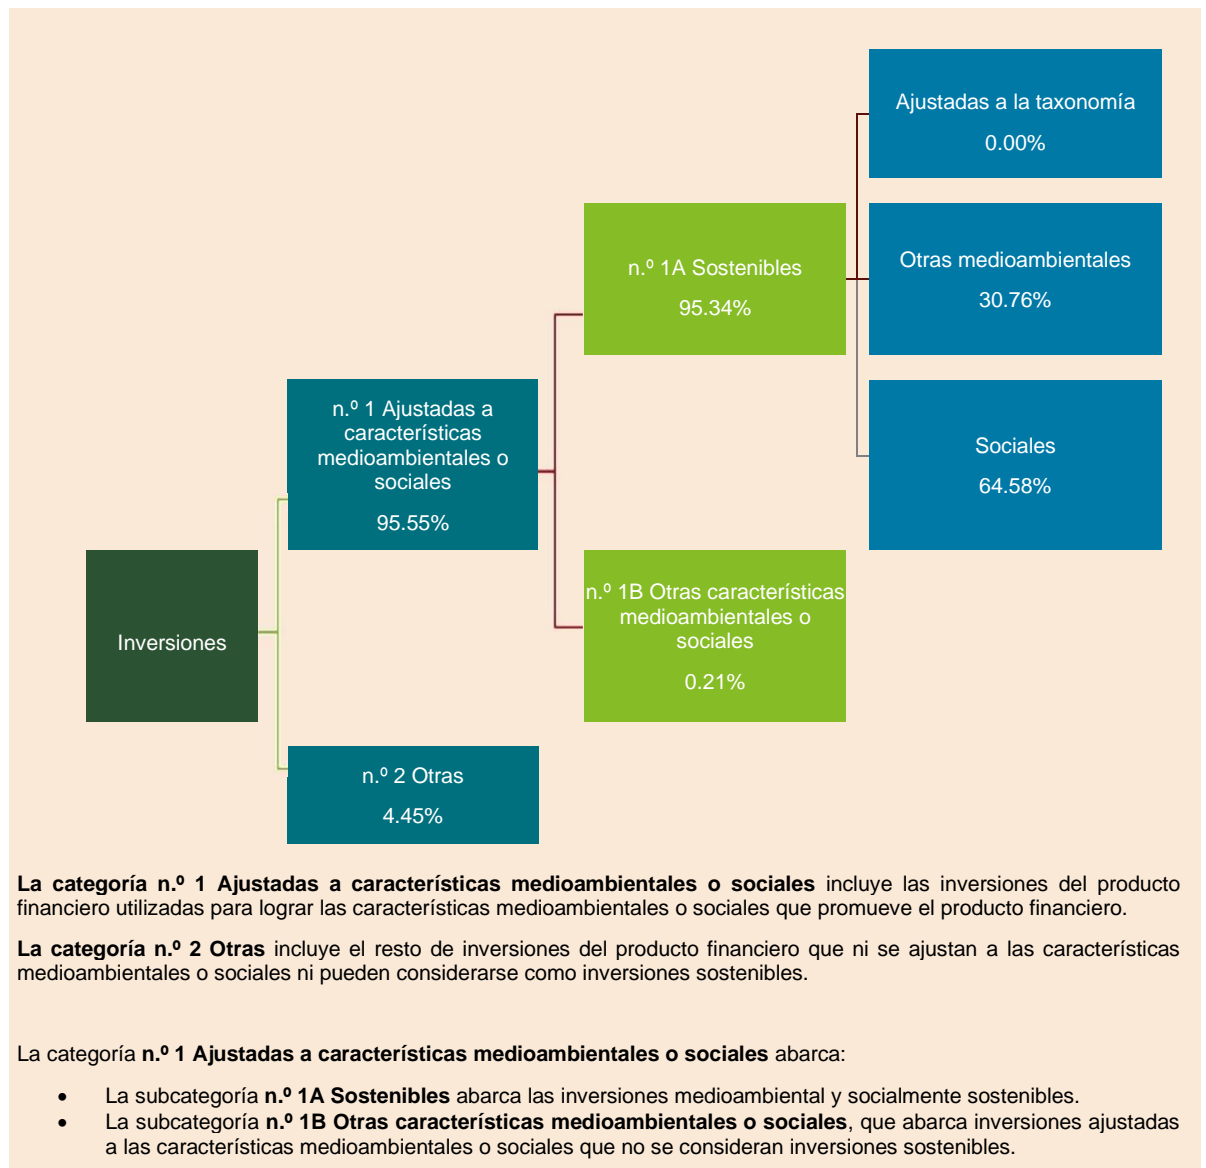 Ajustadas a la taxonomía
0.00%
n.º 1A Sostenibles
95.34%
Otras medioambientales
30.76%
n.º 1 Ajustadas a
características
medioambientales o
sociales
95.55%
Sociales
64.58%
Inversiones
n.º 1B Otras características
medioambientales o
sociales
0.21%
n.º 2 Otras
4.45%
La categoría n.º 1 Ajustadas a características medioambientales o sociales incluye las inversiones del producto
financiero utilizadas para lograr las características medioambientales o sociales que promueve el producto financiero.
La categoría n.º 2 Otras incluye el resto de inversiones del producto financiero que ni se ajustan a las características
medioambientales o sociales ni pueden considerarse como inversiones sostenibles.
La categoría n.º 1 Ajustadas a características medioambientales o sociales abarca:
• La subcategoría n.º 1A Sostenibles abarca las inversiones medioambiental y socialmente sostenibles.
• La subcategoría n.º 1B Otras características medioambientales o sociales, que abarca inversiones ajustadas
a las características medioambientales o sociales que no se consideran inversiones sostenibles.